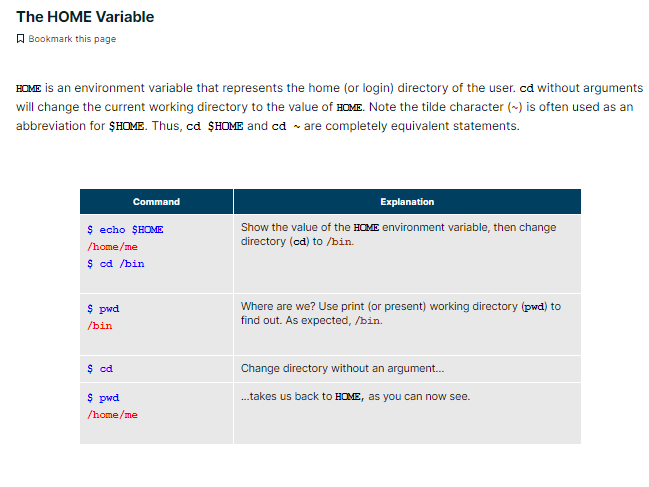 The HOME Variable
Bookmark this page
HOME is an environment variable that represents the home (or login) directory of the user. cd without arguments
will change the current working directory to the value of HOME. Note the tilde character (~) is often used as an
abbreviation for $HOME. Thus, cd $HOME and cd ~ are completely equivalent statements.
Command
Explanation
$ echo $HOME
/home/me
$ cd /bin
Show the value of the HOME environment variable, then change
directory (cd) to /bin.
$ pwd
/bin
Where are we? Use print (or present) working directory (pwd) to
find out. As expected, /bin.
$ cd
Change directory without an argument...
$ pwd
/home/me
...takes us back to HOME, as you can now see.